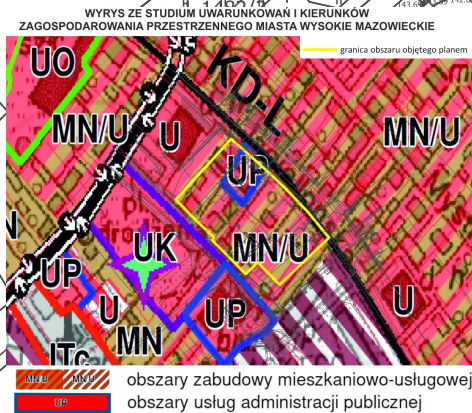 WYRYS ZE STUDIUM UWARUNKOWAŃ I KIERUNKÓW
ZAGOSPODAROWANIA PRZESTRZENNEGO MIASTA WYSOKIE MAZOWIECKIE
granica obszaru objętego planem
UO
KD-L
MN/U
U
MN/U
UP
UK
MN/U
UP
U
UP
U
MN
ITc
MN/U MN/U obszary zabudowy mieszkaniowo-usługowej
UP obszary usług administracji publicznej